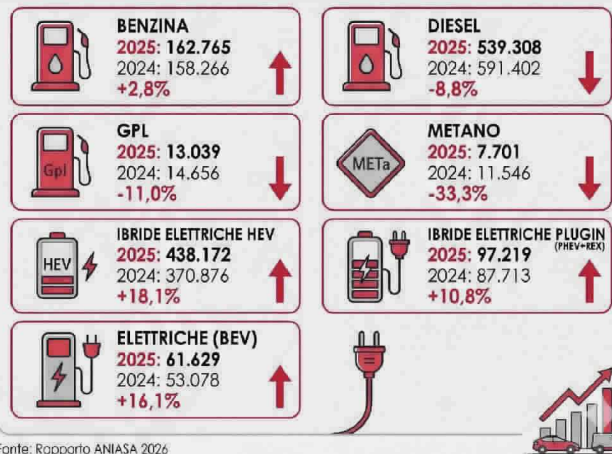 BENZINA
2025: 162.765
2024: 158.266
+2,8%
DIESEL
2025: 539.308
2024: 591.402
-8,8%
Gpl
GPL
2025: 13.039
2024: 14.656
-11,0%
METa
METANO
2025: 7.701
2024: 11.546
-33,3%
HEV
IBRIDE ELETTRICHE HEV
2025: 438.172
2024: 370.876
+18,1%
IBRIDE ELETTRICHE PLUGIN
(PHEV+REX)
2025: 97.219
2024: 87.713
+10,8%
ELETTRICHE (BEV)
2025: 61.629
2024: 53.078
+16,1%
Fonte: Rapporto ANIASA 2026